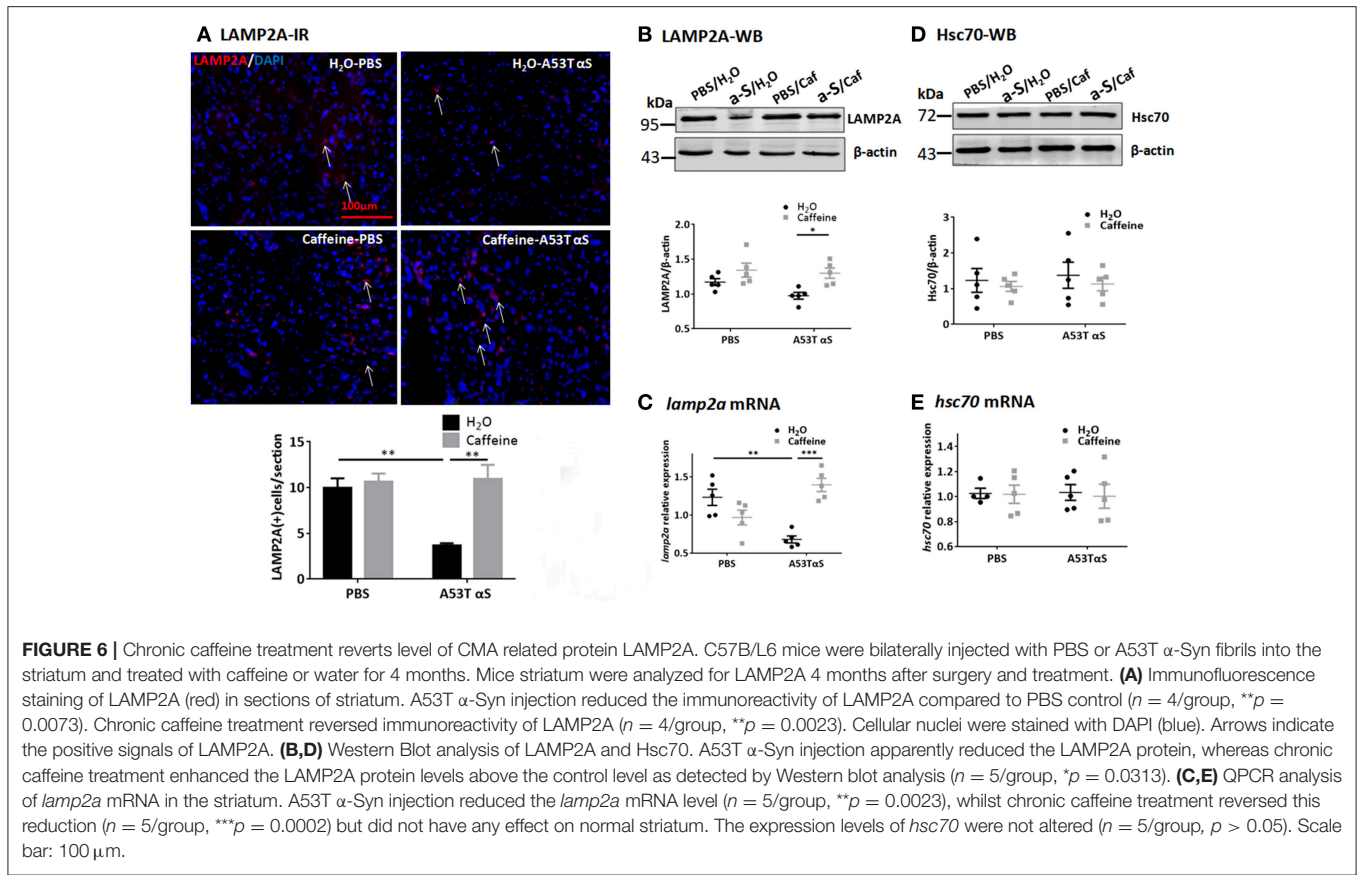 A LAMP2A-IR
LAMP2A/DAPI
H₂O-PBS
H₂O-A53T αS
100μm
Caffeine-PBS
Caffeine-A53T αS
H₂O
Caffeine
LAMP2A(+)cells/section
15
10
5
0
**
**
PBS
A53T αS
B LAMP2A-WB
PBS/H₂O
a-S/H₂O
PBS/Caf
a-S/Caf
kDa
95
LAMP2A
43
β-actin
H₂O
Caffeine
LAMP2A/β-actin
2.0
1.5
1.0
0.5
*
PBS
A53T αS
C lamp2a mRNA
H₂O
Caffeine
lamp2a relative expression
1.5
1.0
0.5
**
***
PBS
A53TαS
D Hsc70-WB
PBS/H₂O
a-S/H₂O
PBS/Caf
a-S/Caf
kDa
72
Hsc70
43
β-actin
H₂O
Caffeine
Hsc70/β-actin
3
2
1
0
PBS
A53T αS
E hsc70 mRNA
H₂O
Caffeine
hsc70 relative expression
1.4
1.2
1.0
0.8
0.6
PBS
A53TαS
FIGURE 6 | Chronic caffeine treatment reverts level of CMA related protein LAMP2A. C57B/L6 mice were bilaterally injected with PBS or A53T α-Syn fibrils into the
striatum and treated with caffeine or water for 4 months. Mice striatum were analyzed for LAMP2A 4 months after surgery and treatment. (A) Immunofluorescence
staining of LAMP2A (red) in sections of striatum. A53T α-Syn injection reduced the immunoreactivity of LAMP2A compared to PBS control (n = 4/group, **p =
0.0073). Chronic caffeine treatment reversed immunoreactivity of LAMP2A (n = 4/group, **p = 0.0023). Cellular nuclei were stained with DAPI (blue). Arrows indicate
the positive signals of LAMP2A. (B,D) Western Blot analysis of LAMP2A and Hsc70. A53T α-Syn injection apparently reduced the LAMP2A protein, whereas chronic
caffeine treatment enhanced the LAMP2A protein levels above the control level as detected by Western blot analysis (n = 5/group, *p = 0.0313). (C,E) QPCR analysis
of lamp2a mRNA in the striatum. A53T α-Syn injection reduced the lamp2a mRNA level (n = 5/group, **p = 0.0023), whilst chronic caffeine treatment reversed this
reduction (n = 5/group, ***p = 0.0002) but did not have any effect on normal striatum. The expression levels of hsc70 were not altered (n = 5/group, p > 0.05). Scale
bar: 100 μm.